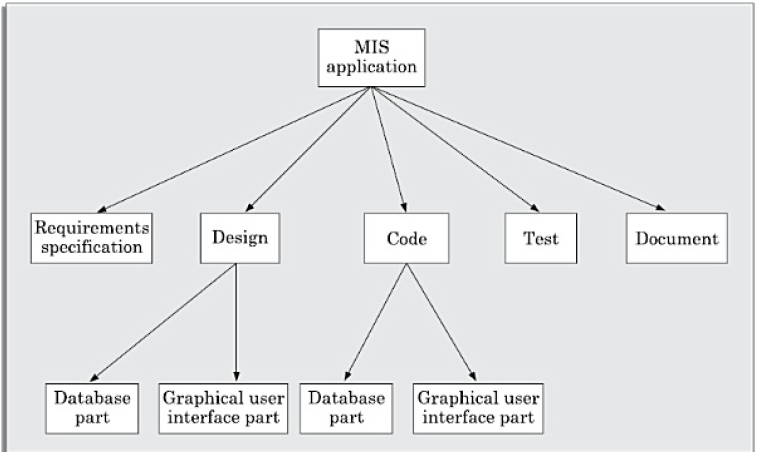 MIS
application
Requirements
specification
Design
Code
Test
Document
Database
part
Graphical user
interface part
Database
part
Graphical user
interface part